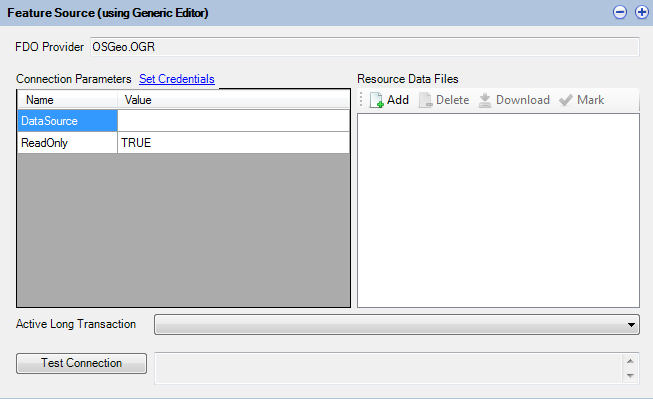 Feature Source (using Generic Editor)
FDO Provider OSGeo.OGR
Connection Parameters Set Credentials
Name Value
DataSource
ReadOnly TRUE
Resource Data Files
Add Delete Download Mark
Active Long Transaction
Test Connection